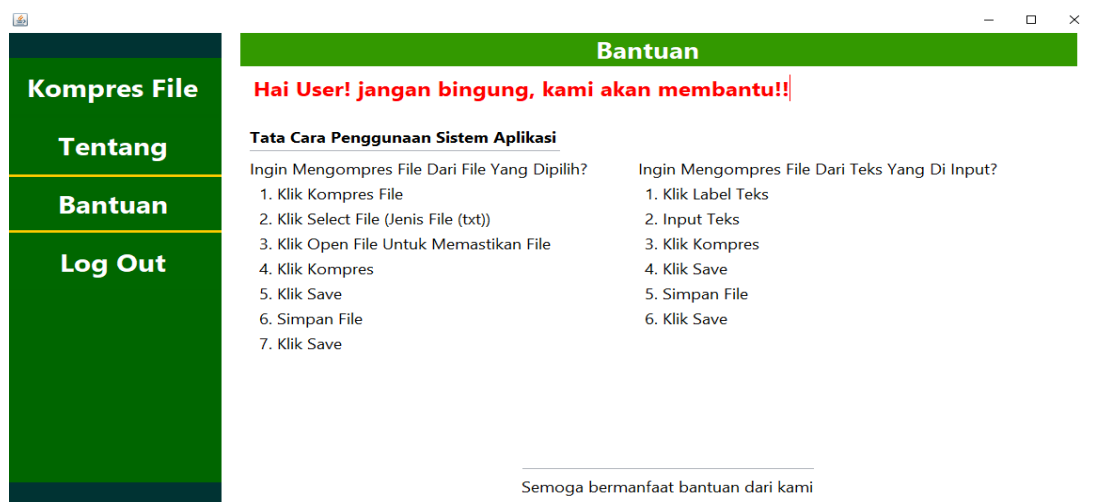 Kompres File
Tentang
Bantuan
Log Out
Bantuan
Hai User! jangan bingung, kami akan membantu!!
Tata Cara Penggunaan Sistem Aplikasi
Ingin Mengompres File Dari File Yang Dipilih?
1. Klik Kompres File
2. Klik Select File (Jenis File (txt))
3. Klik Open File Untuk Memastikan File
4. Klik Kompres
5. Klik Save
6. Simpan File
7. Klik Save
Ingin Mengompres File Dari Teks Yang Di Input?
1. Klik Label Teks
2. Input Teks
3. Klik Kompres
4. Klik Save
5. Simpan File
6. Klik Save
Semoga bermanfaat bantuan dari kami